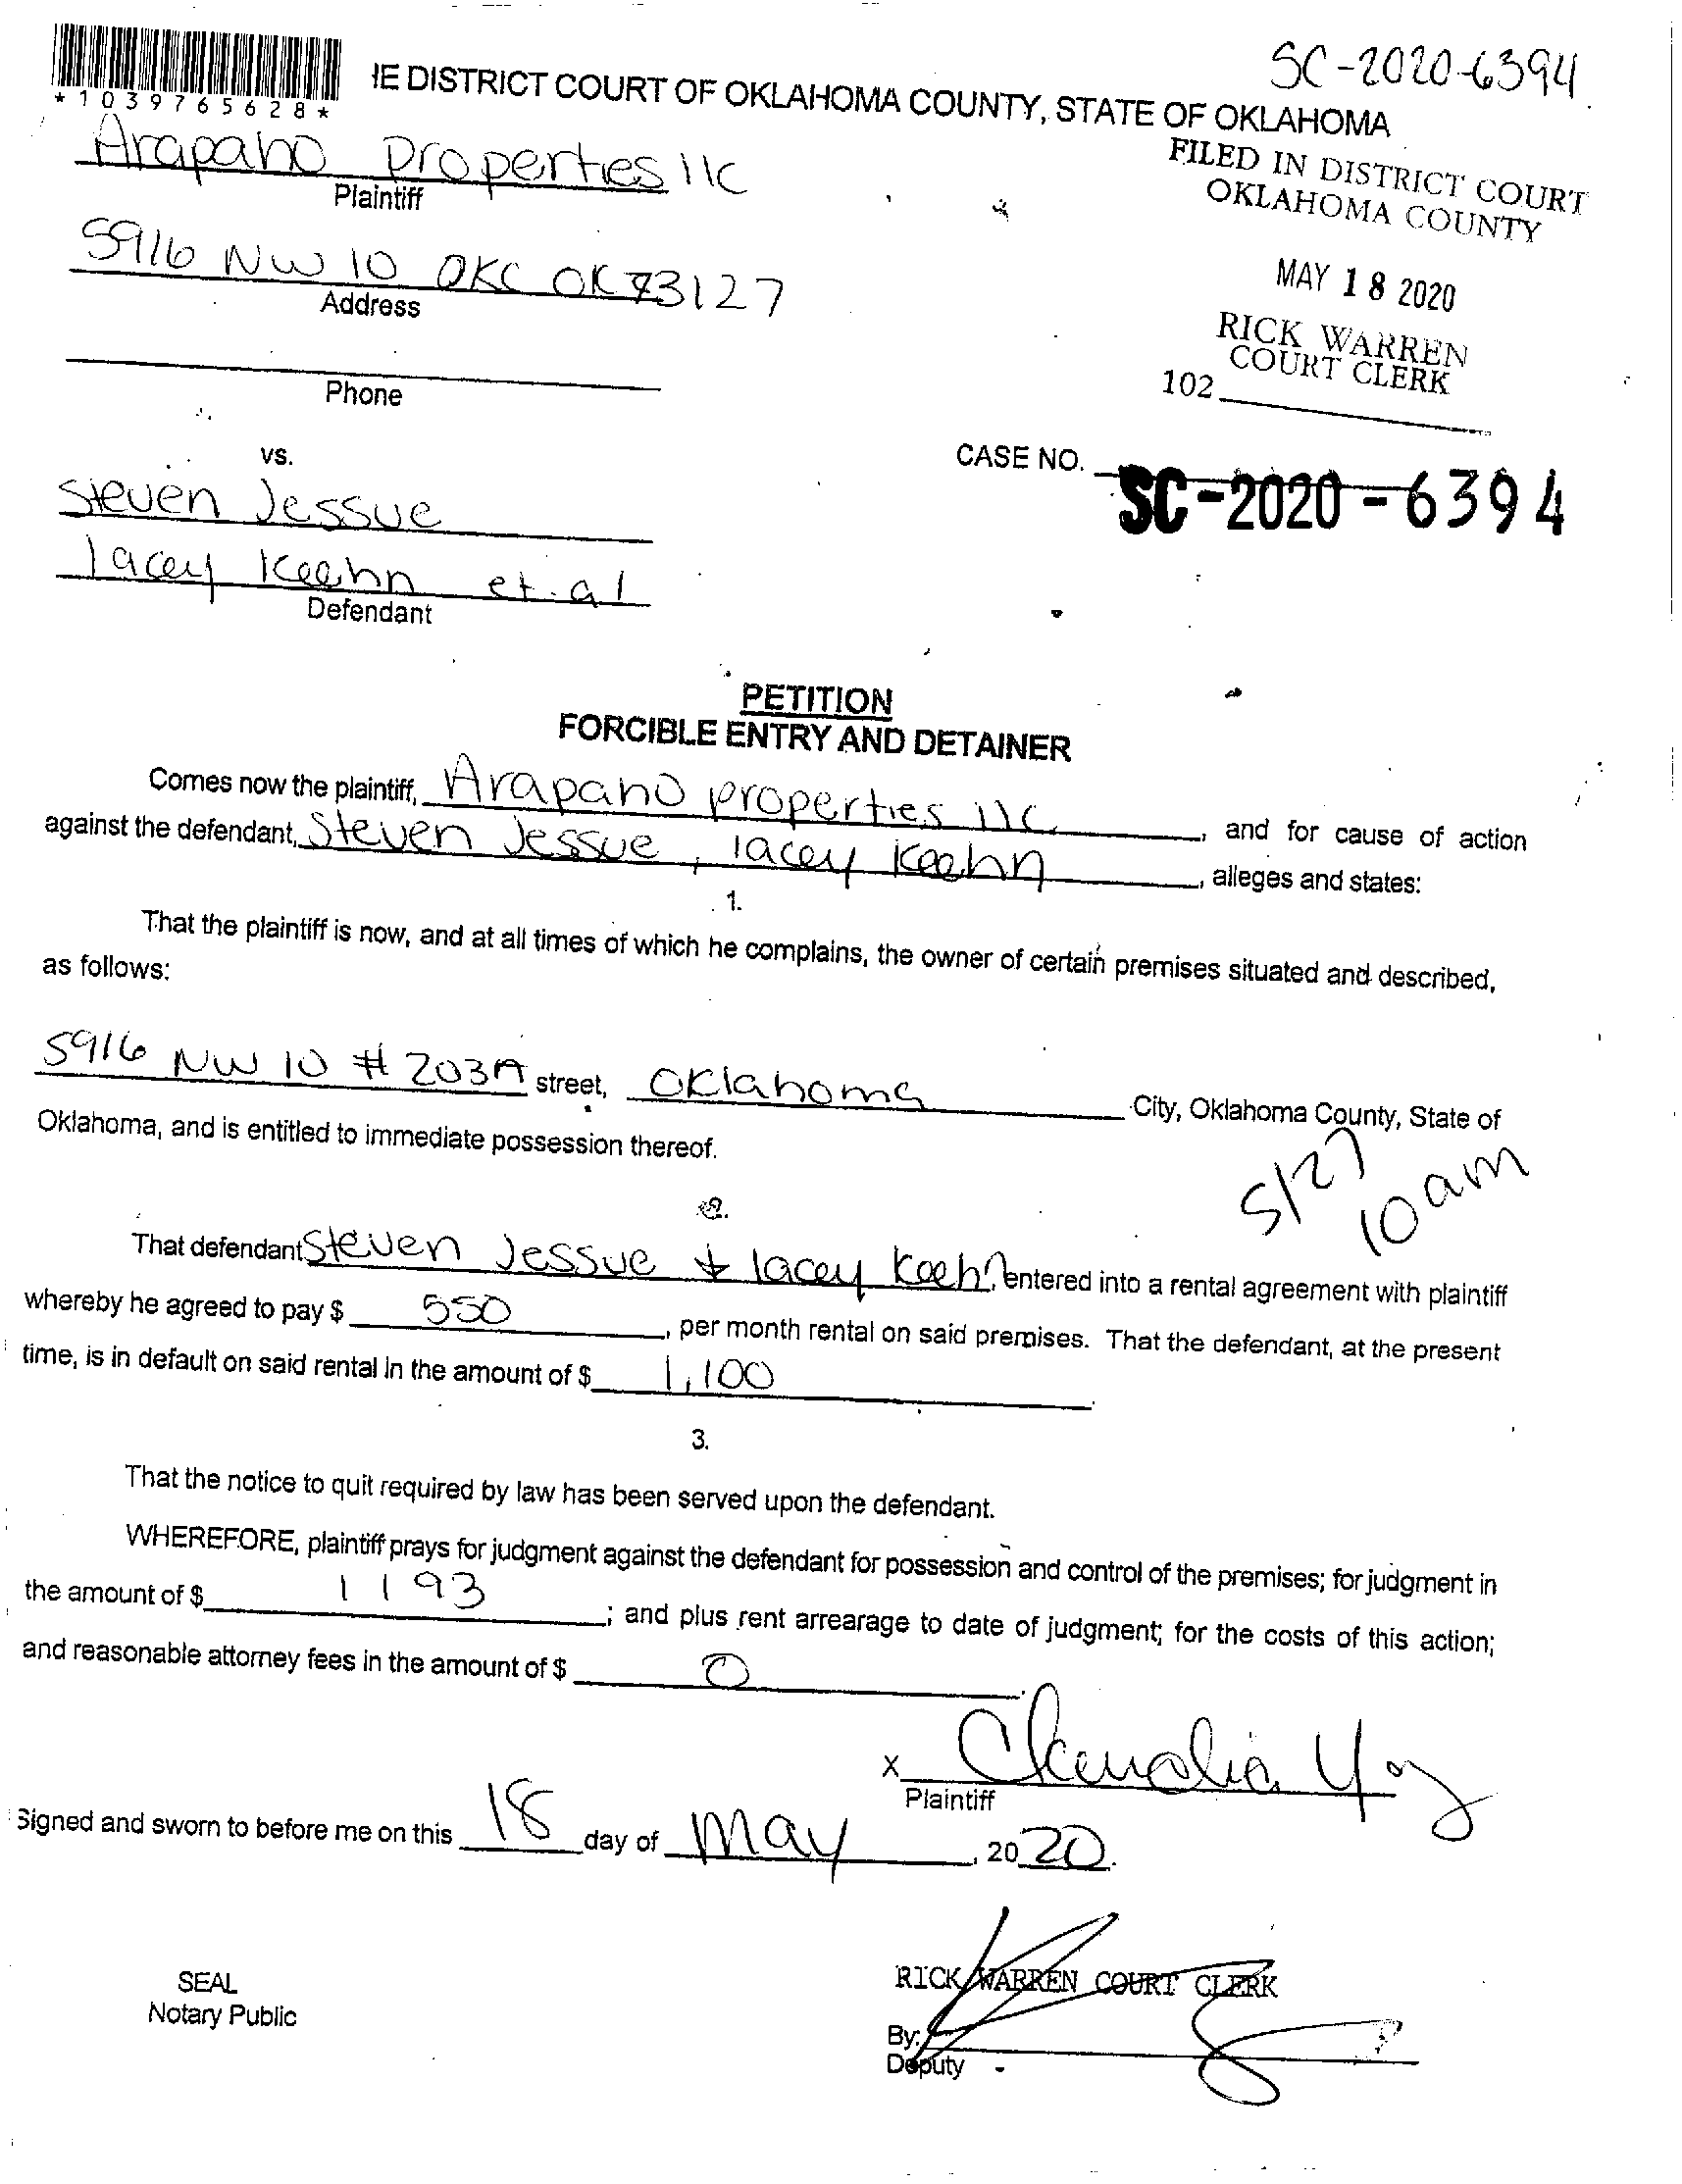 SC-2020-6394
*1039765628*
IE DISTRICT COURT OF OKLAHOMA COUNTY, STATE OF OKLAHOMA
Arapaho properties llc
Plaintiff
FILED IN DISTRICT COURT
OKLAHOMA COUNTY
5916 NW 10 OKC OK 73127
Address
MAY 18 2020
RICK WARREN
COURT CLERK
102
Phone
vs.
CASE NO. SC-2020-6394
Steven Jessue
lacey Keehn et.al
Defendant
PETITION
FORCIBLE ENTRY AND DETAINER
Comes now the plaintiff, Arapaho properties llc, and for cause of action
against the defendant, Steven Jessue, lacey Keehn, alleges and states:
1.
That the plaintiff is now, and at all times of which he complains, the owner of certain premises situated and described,
as follows:
5916 NW 10 # 203A street, Oklahoma City, Oklahoma County, State of
Oklahoma, and is entitled to immediate possession thereof.
5/27
10am
2.
That defendant Steven Jessue & lacey Keehn, entered into a rental agreement with plaintiff
whereby he agreed to pay $ 550, per month rental on said premises. That the defendant, at the present
time, is in default on said rental in the amount of $ 1,100
3.
That the notice to quit required by law has been served upon the defendant.
WHEREFORE, plaintiff prays for judgment against the defendant for possession and control of the premises; for judgment in
the amount of $ 1193; and plus rent arrearage to date of judgment; for the costs of this action;
and reasonable attorney fees in the amount of $ 0.
x Claudia
Plaintiff
Signed and sworn to before me on this 18 day of May, 2020.
RICK WARREN COURT CLERK
SEAL
Notary Public
By:
Deputy